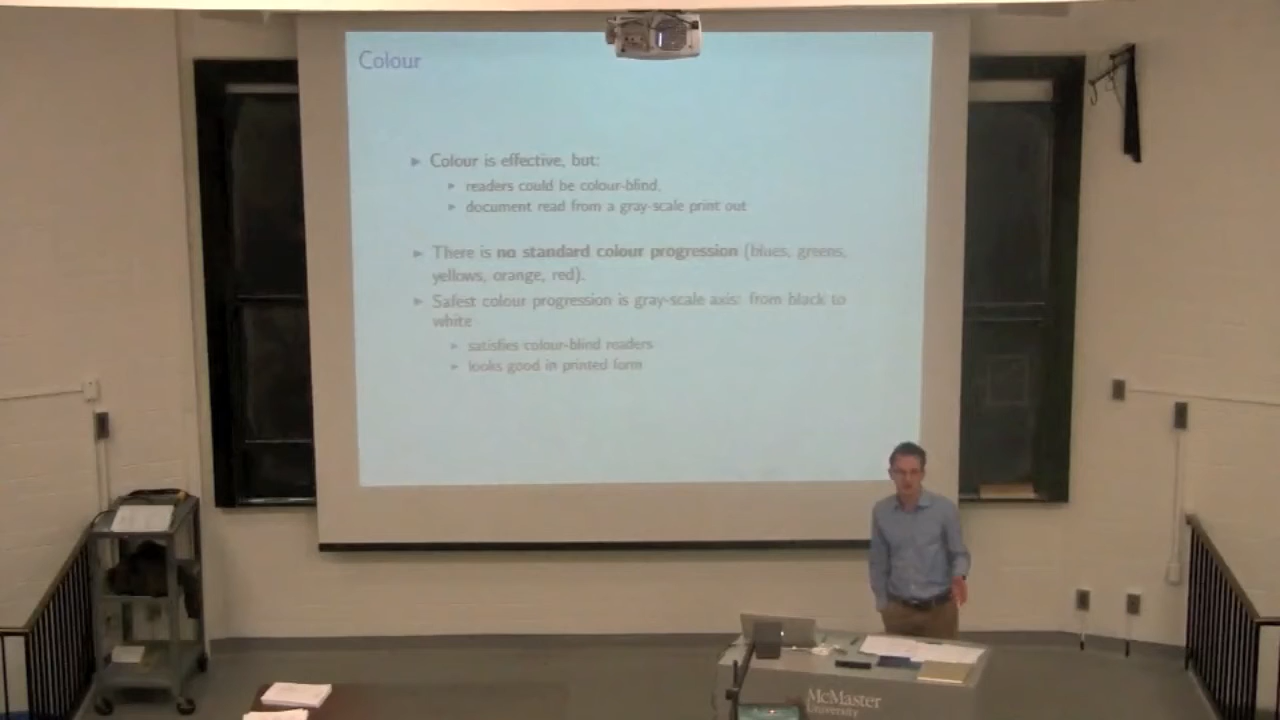 Colour
Colour is effective, but:
readers could be colour-blind,
document read from a gray-scale print out
There is no standard colour progression (blues, greens,
yellows, orange, red).
Safest colour progression is gray-scale axis: from black to
white
satisfies colour-blind readers
looks good in printed form
McMaster
University